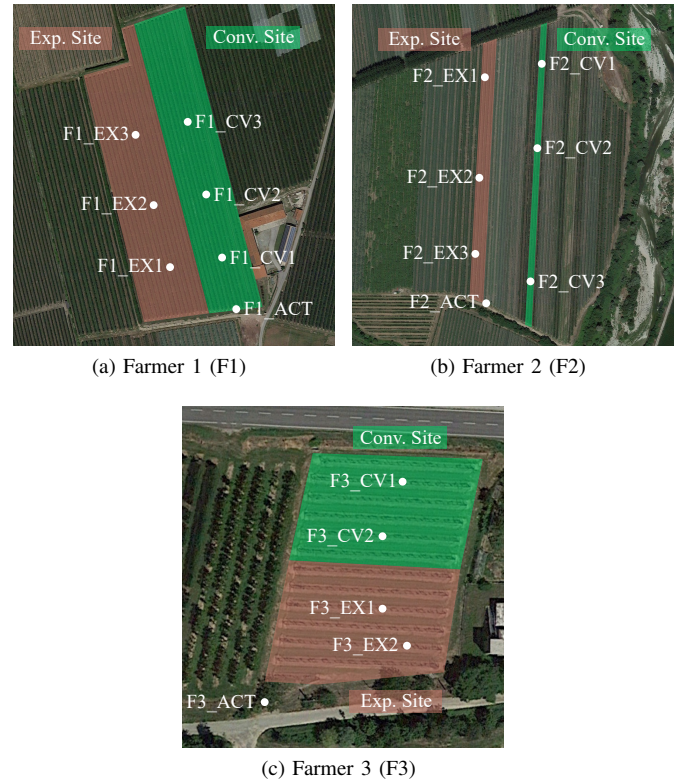 Exp. Site
Conv. Site
F1_CV3
F1_EX3
F1_CV2
F1_EX2
F1_CV1
F1_EX1
F1_ACT
(a) Farmer 1 (F1)
Exp. Site
Conv. Site
F2_CV1
F2_EX1
F2_CV2
F2_EX2
F2_EX3
F2_CV3
F2_ACT
(b) Farmer 2 (F2)
Conv. Site
F3_CV1
F3_CV2
F3_EX1
F3_EX2
F3_ACT
Exp. Site
(c) Farmer 3 (F3)